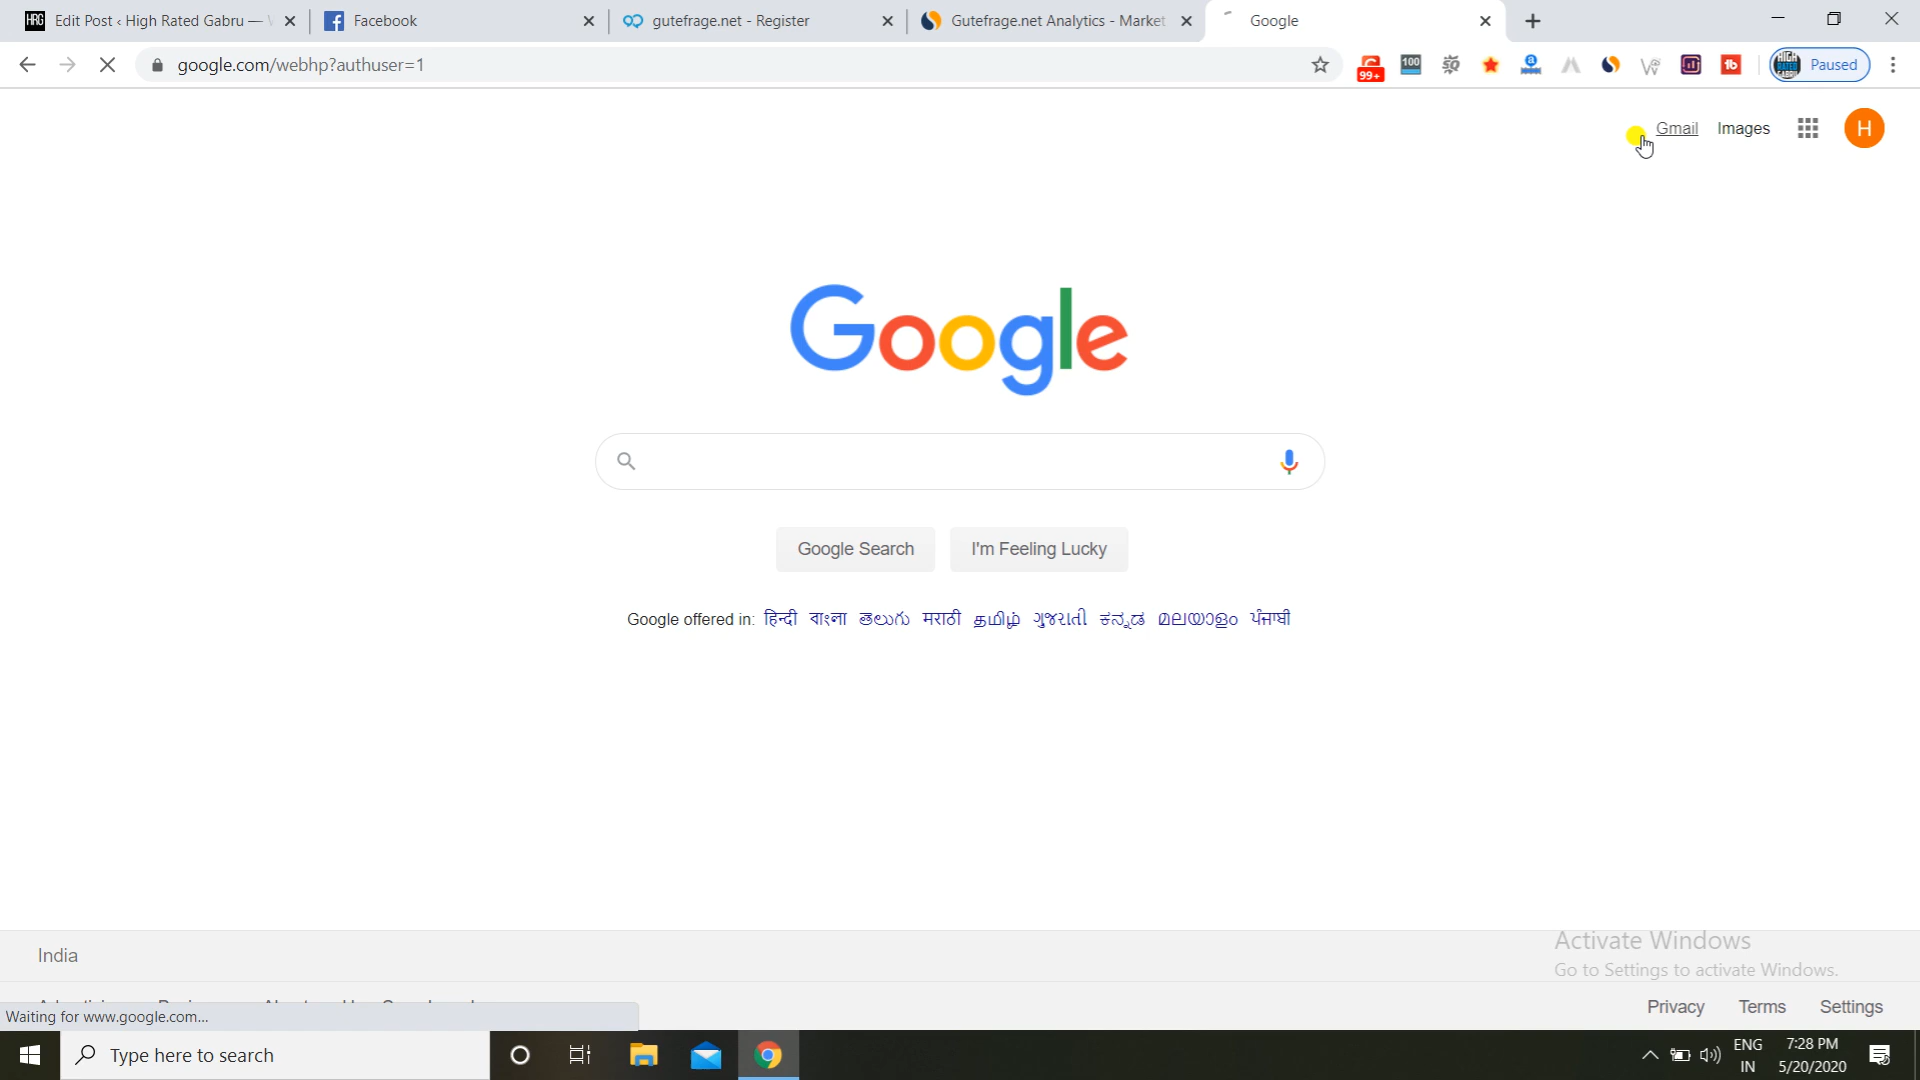 HRG Edit Post ‹ High Rated Gabru —
Facebook
gutefrage.net - Register
Gutefrage.net Analytics - Market
Google
google.com/webhp?authuser=1
99+
100
Paused
Gmail
Images
H
Google
Google Search
I'm Feeling Lucky
Google offered in: हिन्दी বাংলা తెలుగు मराठी தமிழ் ગુજરાતી ಕನ್ನಡ മലയാളം ਪੰਜਾਬੀ
India
Activate Windows
Go to Settings to activate Windows.
Privacy
Terms
Settings
Waiting for www.google.com...
Type here to search
ENG
IN
7:28 PM
5/20/2020